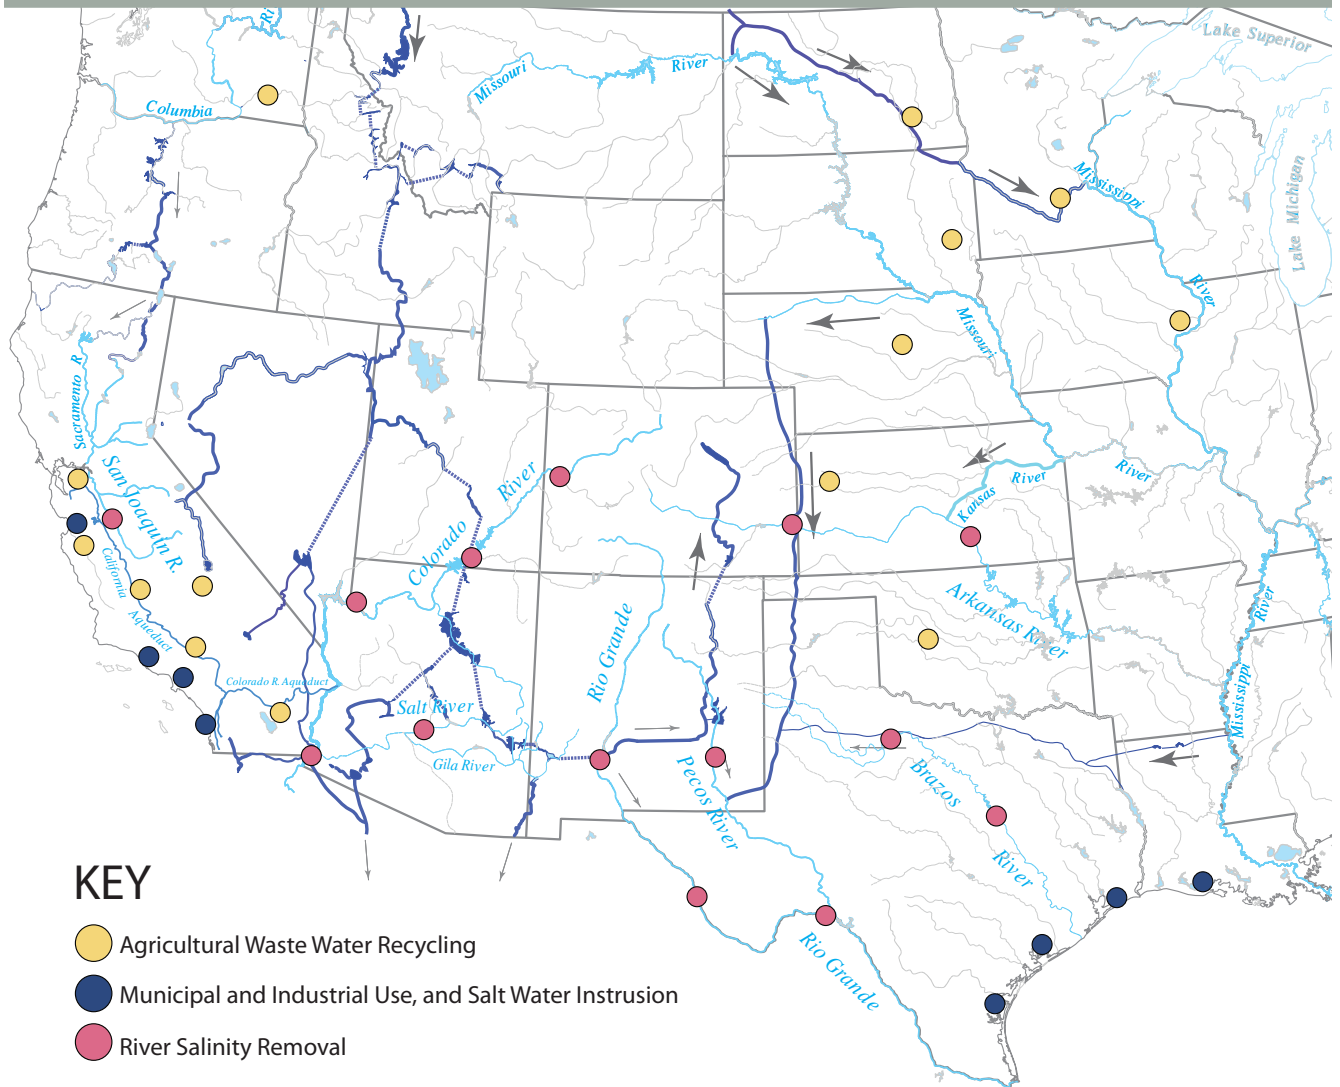 Ri
Lake Superior
Missouri
River
Columbia
Mississippi
Lake Michigan
River
Missouri
Sacramento R
San Joaquin R.
California
Aqueduct
Colorado R. Aqueduct
Colorado
River
Salt River
Gila River
Rio Grande
Pecos River
Kansas
River
River
Arkansas River
River
Mississippi
Brazos
River
Rio Grande
KEY
Agricultural Waste Water Recycling
Municipal and Industrial Use, and Salt Water Instrusion
River Salinity Removal